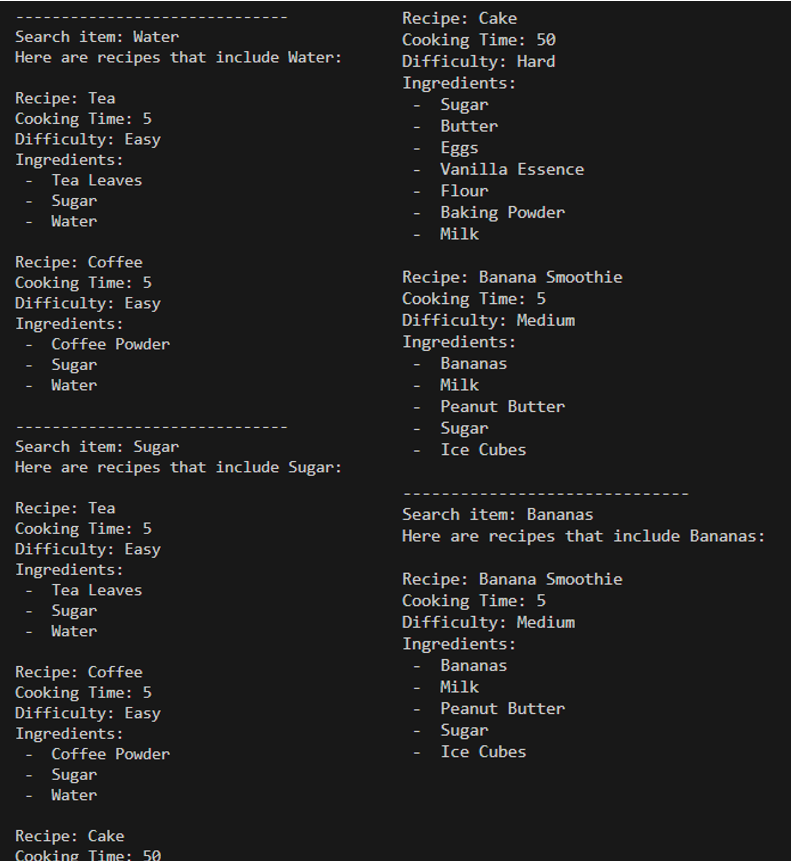 ------------------------------
Search item: Water
Here are recipes that include Water:

Recipe: Tea
Cooking Time: 5
Difficulty: Easy
Ingredients:
 -  Tea Leaves
 -  Sugar
 -  Water

Recipe: Coffee
Cooking Time: 5
Difficulty: Easy
Ingredients:
 -  Coffee Powder
 -  Sugar
 -  Water

------------------------------
Search item: Sugar
Here are recipes that include Sugar:

Recipe: Tea
Cooking Time: 5
Difficulty: Easy
Ingredients:
 -  Tea Leaves
 -  Sugar
 -  Water

Recipe: Coffee
Cooking Time: 5
Difficulty: Easy
Ingredients:
 -  Coffee Powder
 -  Sugar
 -  Water

Recipe: Cake
Cooking Time: 50
Recipe: Cake
Cooking Time: 50
Difficulty: Hard
Ingredients:
 -  Sugar
 -  Butter
 -  Eggs
 -  Vanilla Essence
 -  Flour
 -  Baking Powder
 -  Milk

Recipe: Banana Smoothie
Cooking Time: 5
Difficulty: Medium
Ingredients:
 -  Bananas
 -  Milk
 -  Peanut Butter
 -  Sugar
 -  Ice Cubes

------------------------------
Search item: Bananas
Here are recipes that include Bananas:

Recipe: Banana Smoothie
Cooking Time: 5
Difficulty: Medium
Ingredients:
 -  Bananas
 -  Milk
 -  Peanut Butter
 -  Sugar
 -  Ice Cubes